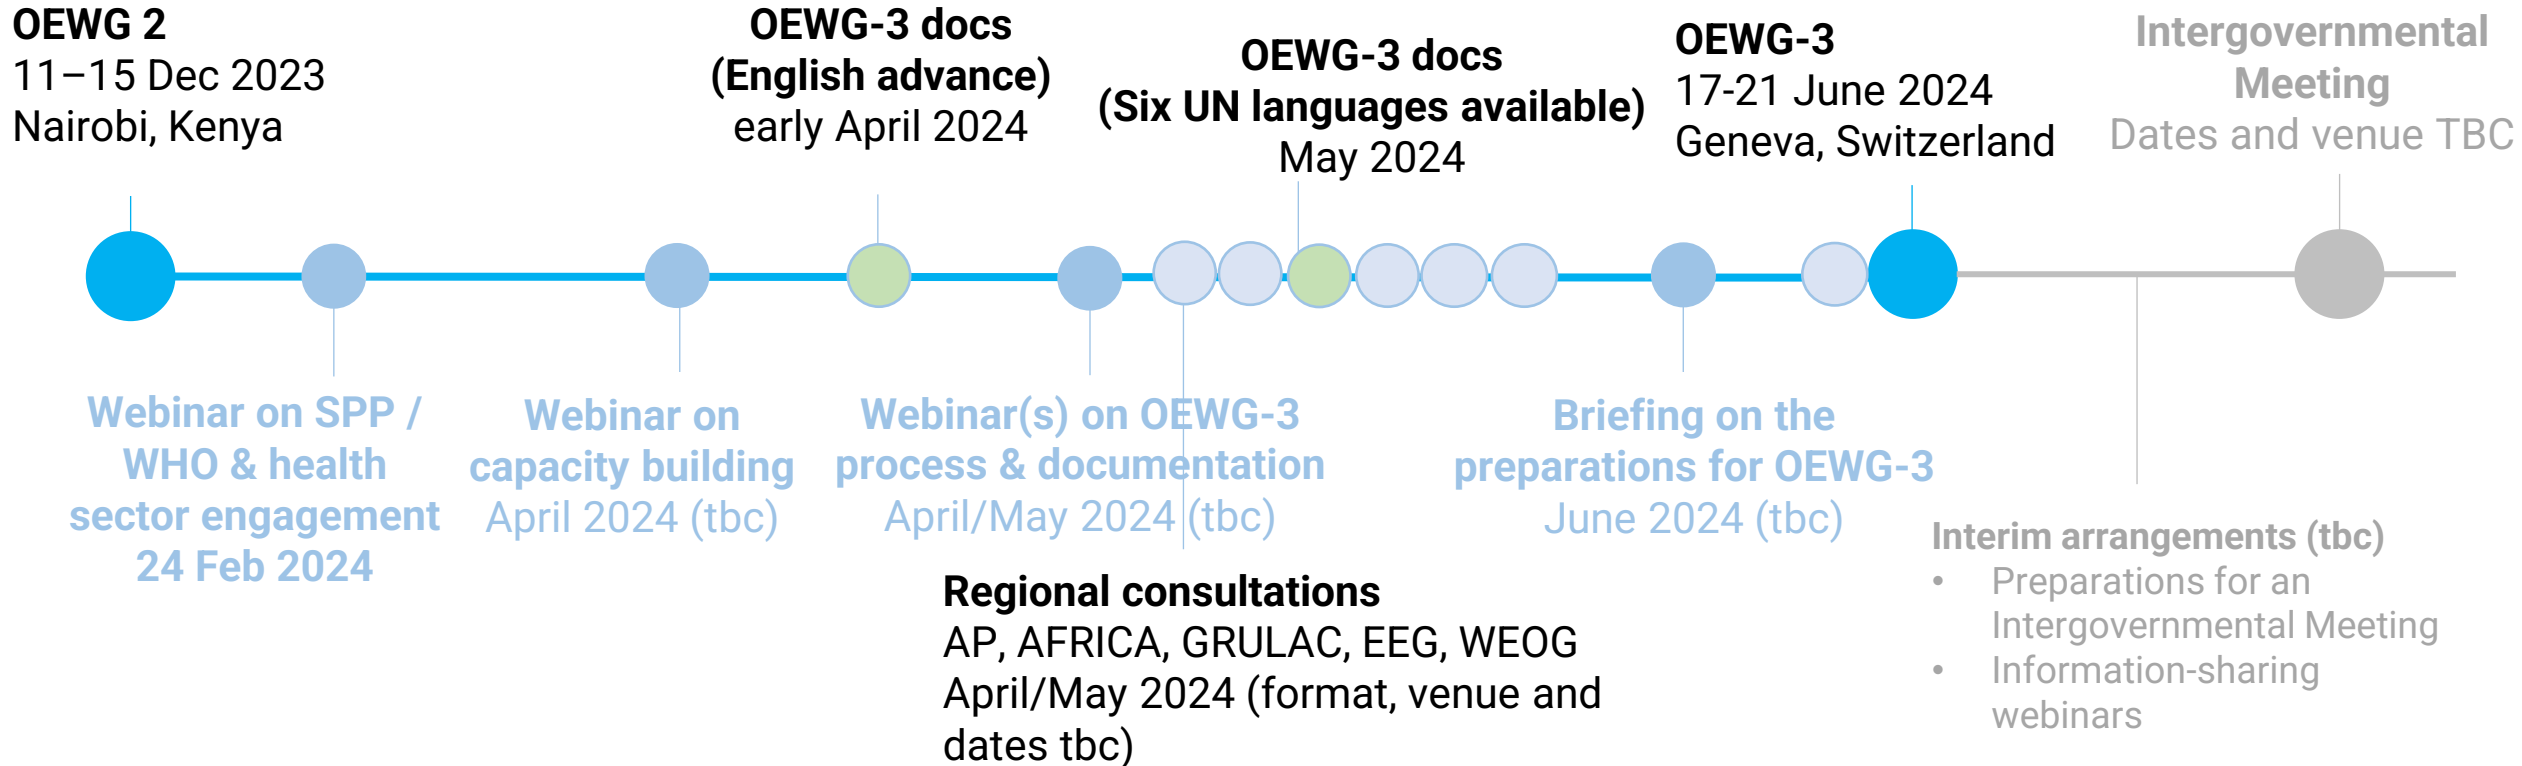 OEWG 2
11–15 Dec 2023
Nairobi, Kenya
OEWG-3 docs
(English advance)
early April 2024
OEWG-3 docs
(Six UN languages available)
May 2024
OEWG-3
17-21 June 2024
Geneva, Switzerland
Intergovernmental
Meeting
Dates and venue TBC
Webinar on SPP /
WHO & health
sector engagement
24 Feb 2024
Webinar on
capacity building
April 2024 (tbc)
Webinar(s) on OEWG-3
process & documentation
April/May 2024 (tbc)
Regional consultations
AP, AFRICA, GRULAC, EEG, WEOG
April/May 2024 (format, venue and
dates tbc)
Briefing on the
preparations for OEWG-3
June 2024 (tbc)
Interim arrangements (tbc)
• Preparations for an
Intergovernmental Meeting
• Information-sharing
webinars